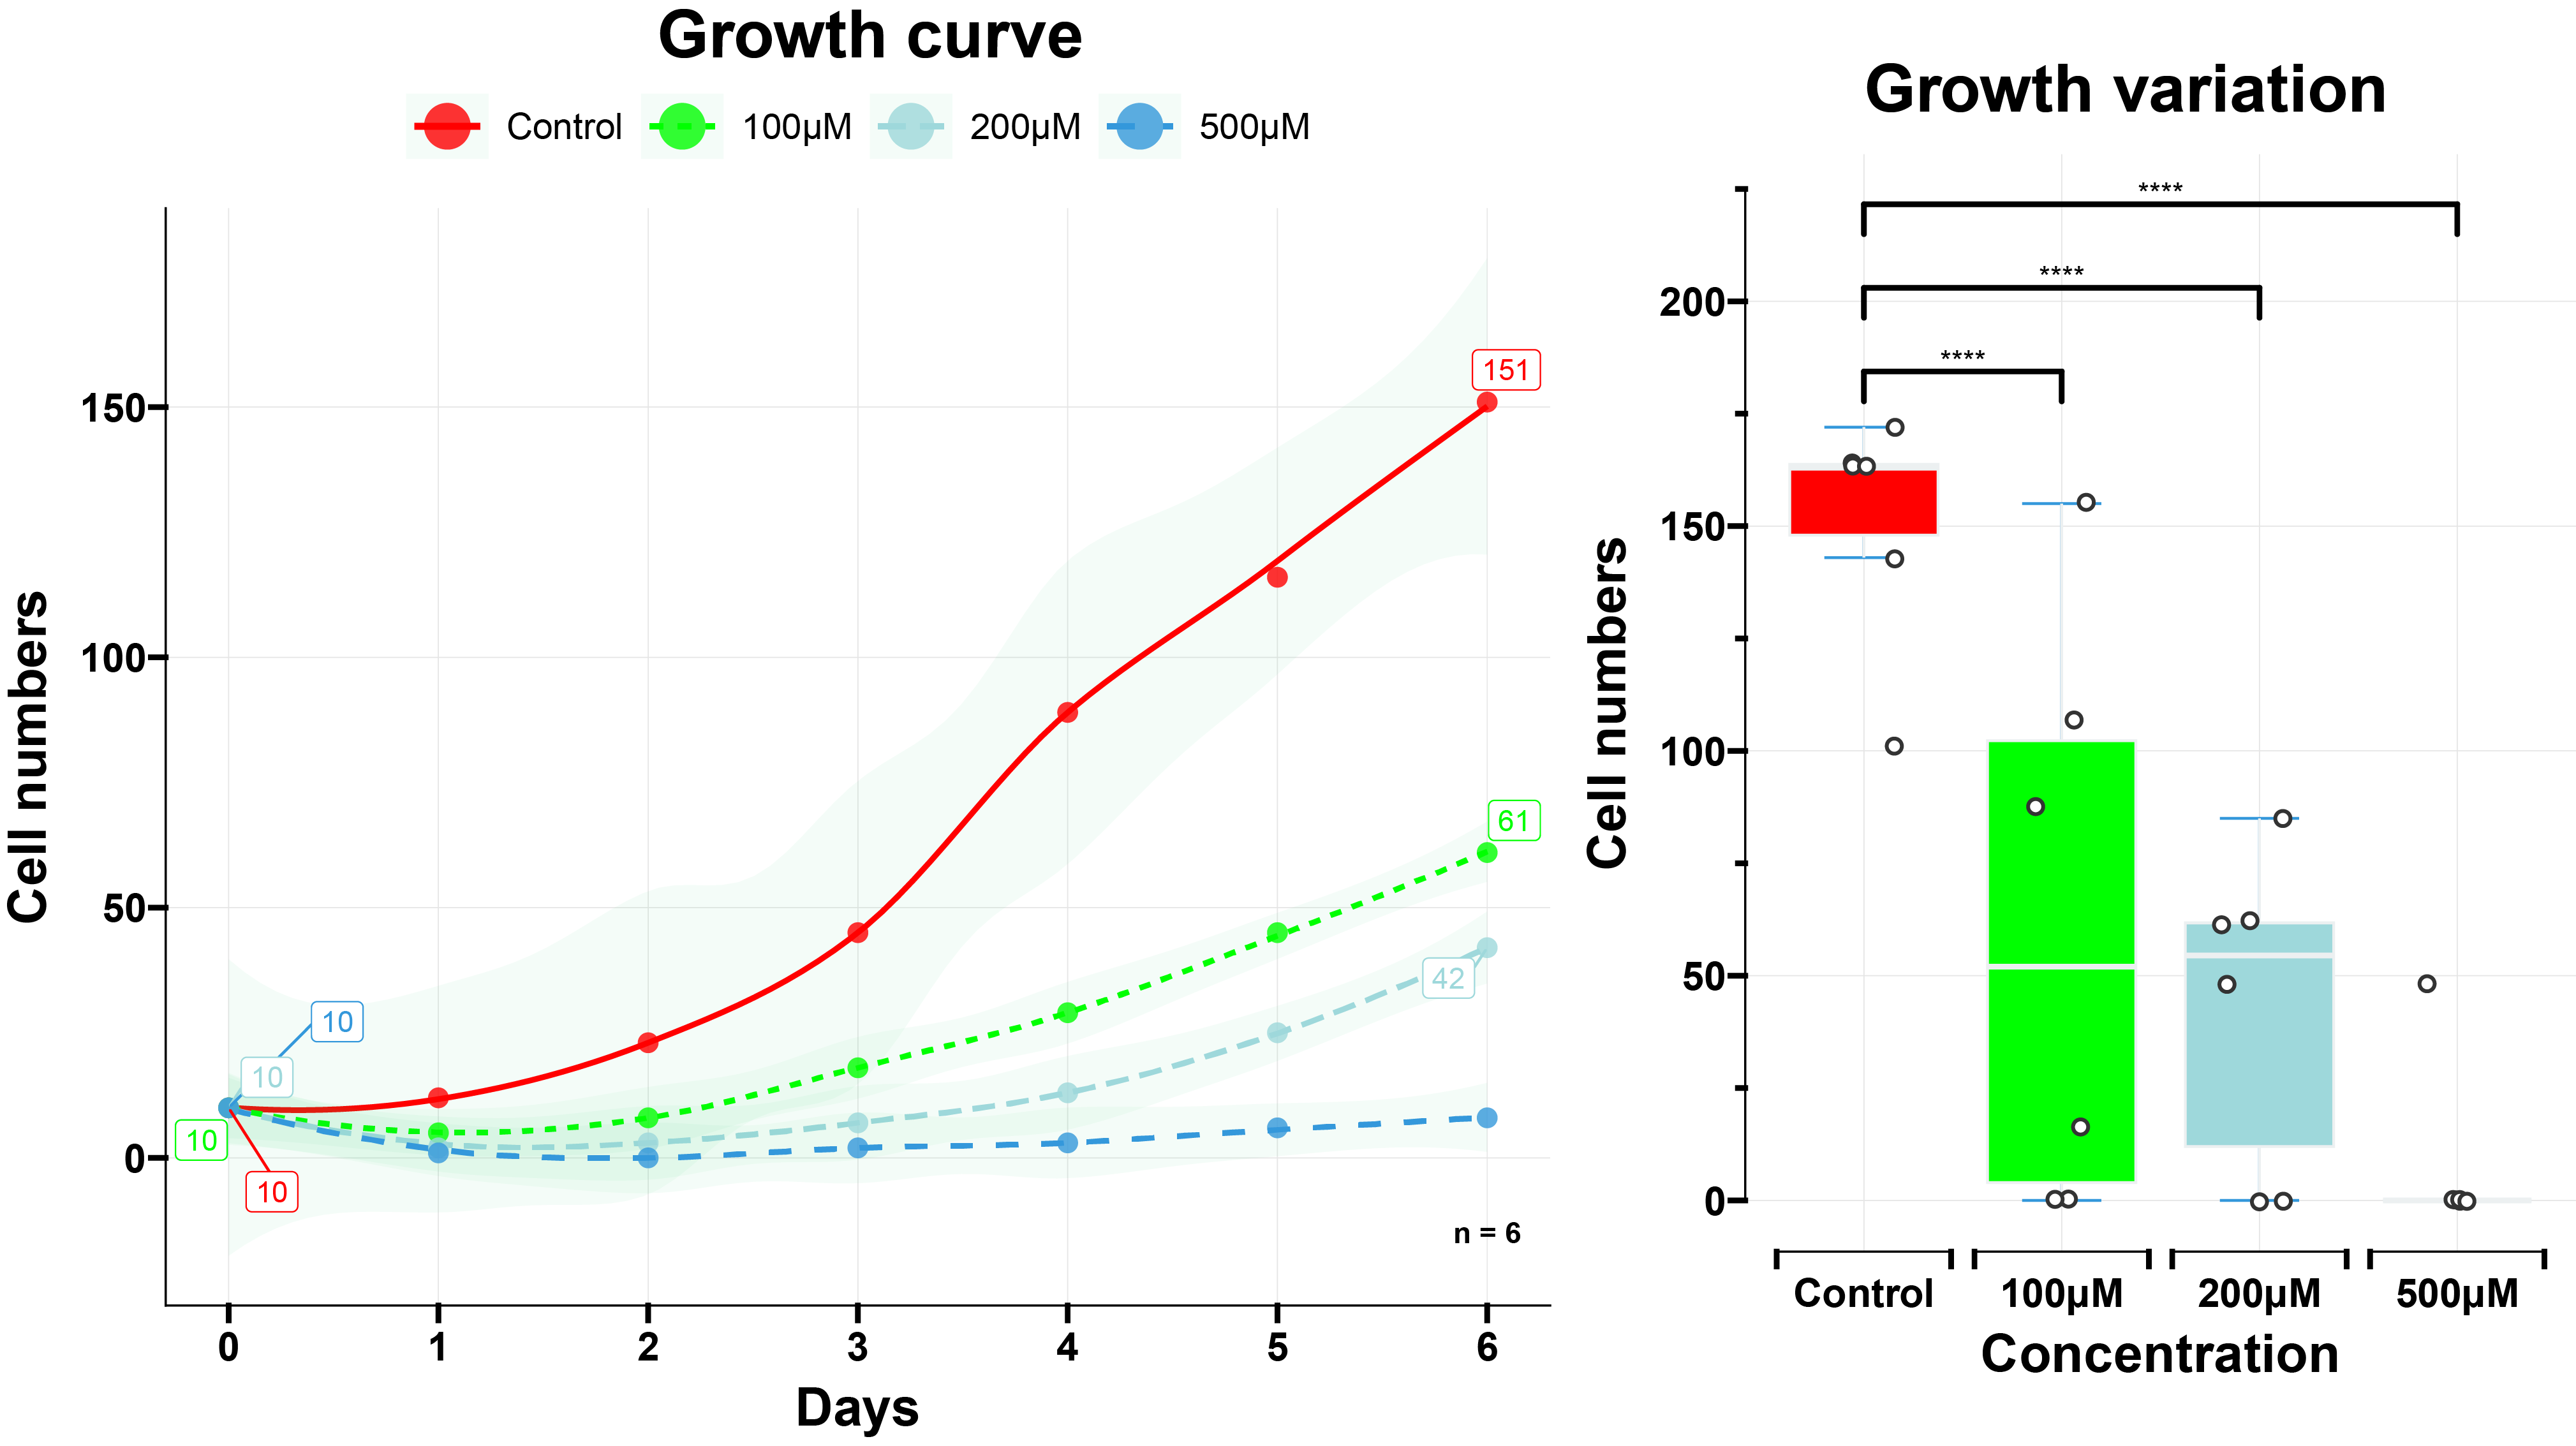 Growth curve
Control 100µM 200µM 500µM
Cell numbers
150
100
50
0
151
61
42
10
10
10
10
n = 6
0 1 2 3 4 5 6
Days
Growth variation
Cell numbers
200
150
100
50
0
****
****
****
Control 100µM 200µM 500µM
Concentration